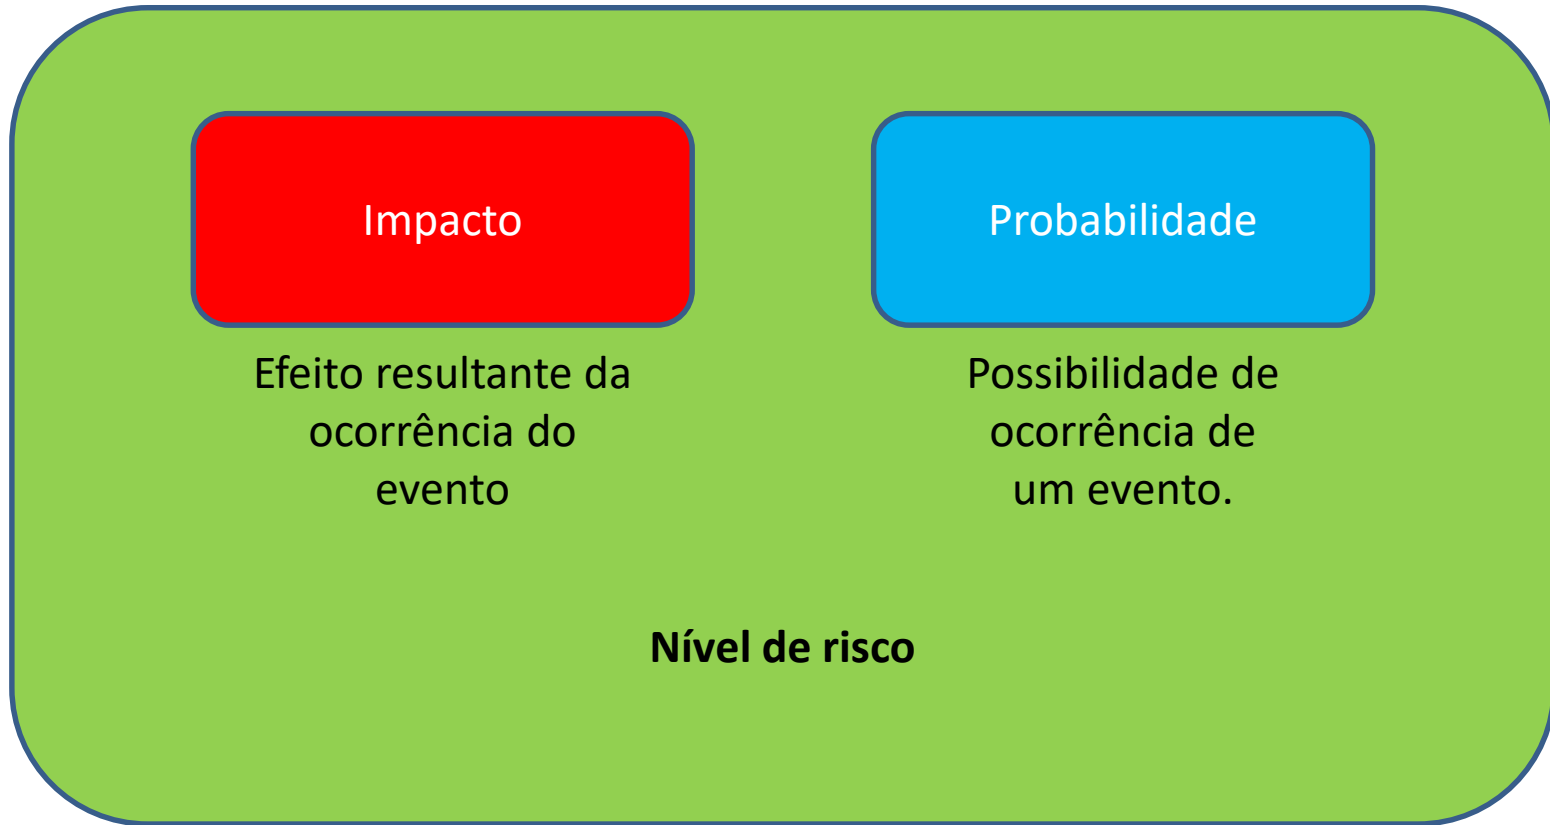 Impacto
Probabilidade
Efeito resultante da
ocorrência do
evento
Possibilidade de
ocorrência de
um evento.
Nível de risco